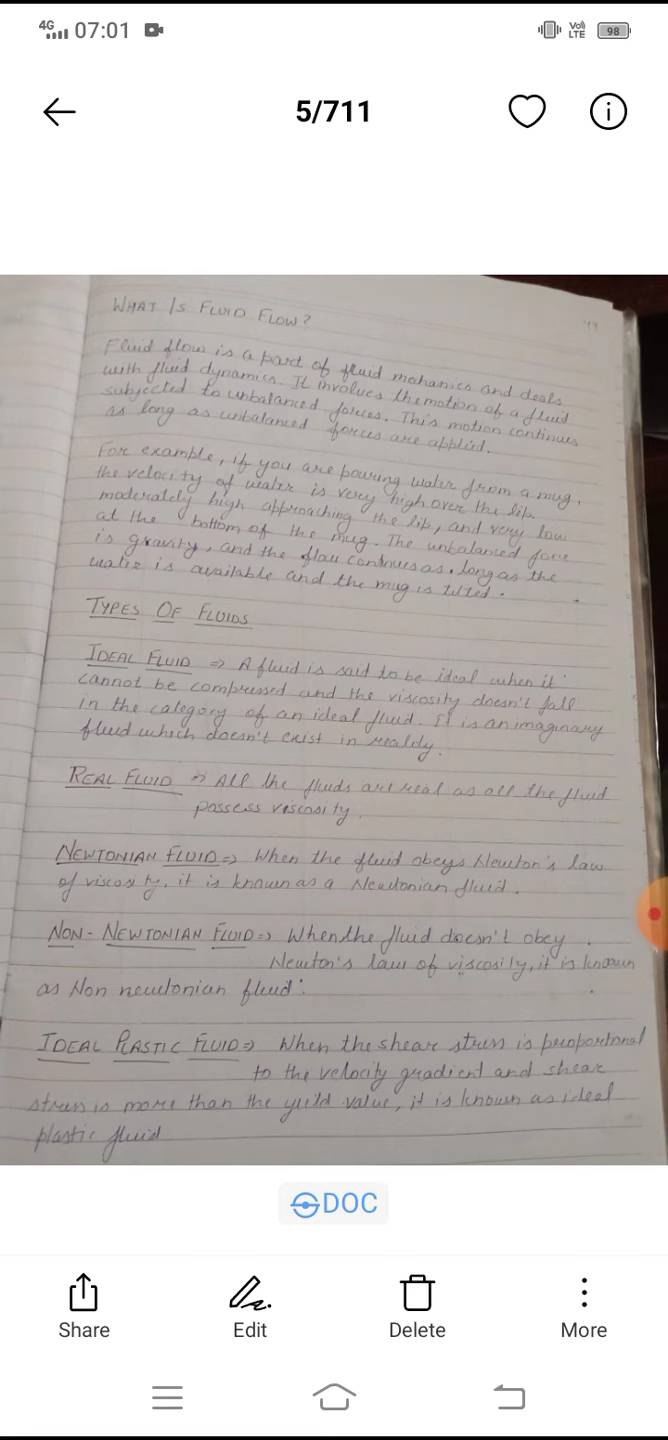 4G 07:01 Vo) LTE 98
5/711
WHAT IS FLUID FLOW?
Fluid flow is a part of fluid mechanics and deals
with fluid dynamics. It involves the motion of a fluid
subjected to unbalanced forces. This motion continues
as long as unbalanced forces are applied.
For example, if you are pouring water from a mug,
the velocity of water is very high over the lip,
moderately high approaching the lip, and very low
at the bottom of the mug. The unbalanced force
is gravity, and the flow continues as long as the
water is available and the mug is tilted.
TYPES OF FLUIDS
IDEAL FLUID => A fluid is said to be ideal when it
cannot be compressed and the viscosity doesn't fall
in the category of an ideal fluid. It is an imaginary
fluid which doesn't exist in reality.
REAL FLUID => All the fluids are real as all the fluid
possess viscosity.
NEWTONIAN FLUID => When the fluid obeys Newton's law
of viscosity, it is known as a Newtonian fluid.
NON-NEWTONIAN FLUID => When the fluid doesn't obey
Newton's law of viscosity, it is known
as Non newtonian fluid.
IDEAL PLASTIC FLUID => When the shear stress is proportional
to the velocity gradient and shear
stress is more than the yield value, it is known as ideal
plastic fluid
DOC
Share Edit Delete More